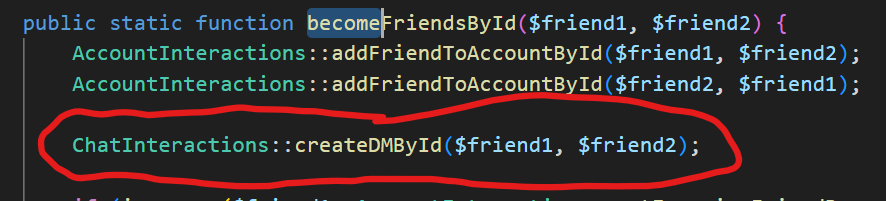 public static function becomeFriendsById($friend1, $friend2) {
AccountInteractions::addFriendToAccountById($friend1, $friend2);
AccountInteractions::addFriendToAccountById($friend2, $friend1);
ChatInteractions::createDMById($friend1, $friend2);